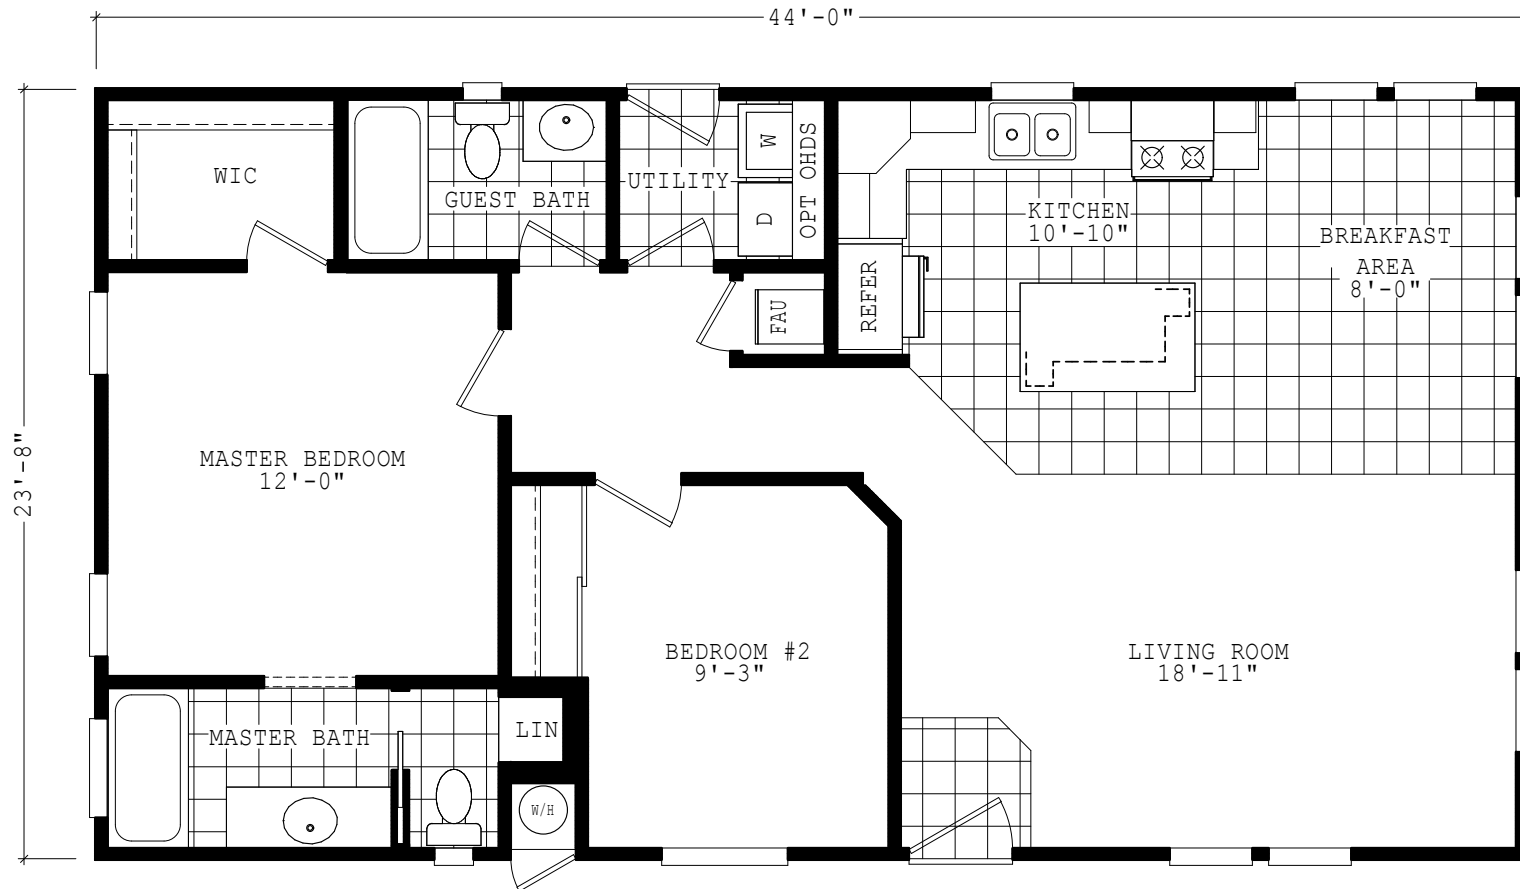 44'-0"
23'-8"
WIC
GUEST BATH
UTILITY
W
D
OPT OHDS
KITCHEN
10'-10"
BREAKFAST
AREA
8'-0"
REFER
FAU
MASTER BEDROOM
12'-0"
BEDROOM #2
9'-3"
LIVING ROOM
18'-11"
MASTER BATH
LIN
W/H